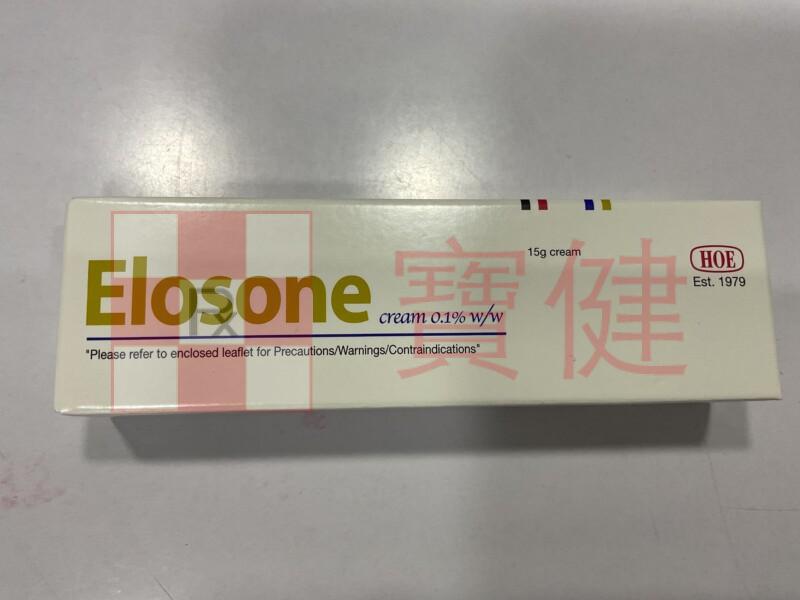 15g cream
HOE
Est. 1979
Elosone cream 0.1% w/w
"Please refer to enclosed leaflet for Precautions/Warnings/Contraindications"
Rx
寶健